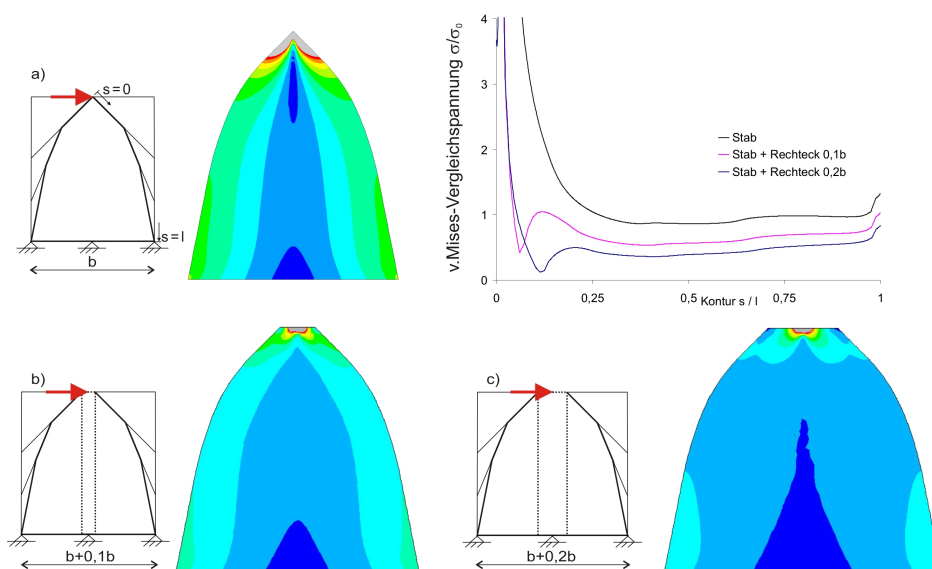 a)
s=0
s=l
b
v.Mises-Vergleichspannung σ/σ0
4
3
2
1
0
Stab
Stab + Rechteck 0,1b
Stab + Rechteck 0,2b
0
0,25
0,5
Kontur s / l
0,75
1
b)
b+0,1b
c)
b+0,2b